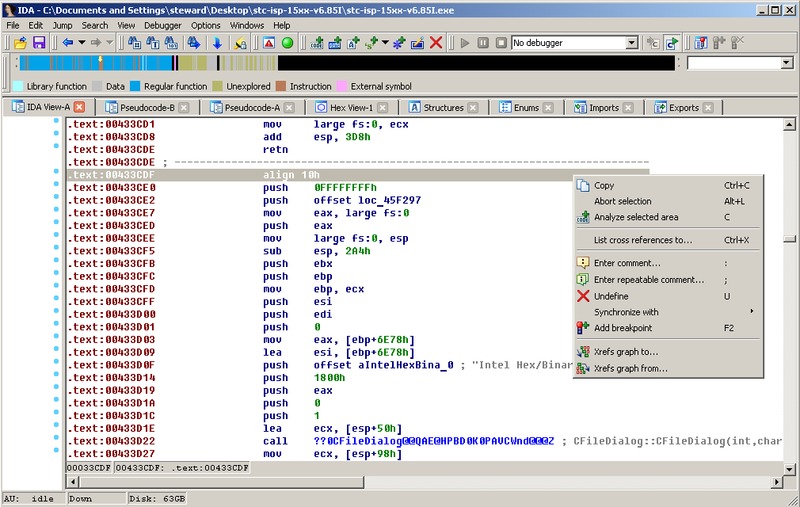 IDA - C:\Documents and Settings\steward\Desktop\stc-isp-15xx-v6.85I\stc-isp-15xx-v6.85I.exe
File Edit Jump Search View Debugger Options Windows Help
No debugger
Library function Data Regular function Unexplored Instruction External symbol
IDA View-A Pseudocode-B Pseudocode-A Hex View-1 Structures Enums Imports Exports
.text:00433CD1 mov large fs:0, ecx
.text:00433CD8 add esp, 3D8h
.text:00433CDE retn
.text:00433CDE ; ---------------------------------------------------------------------------
.text:00433CDF align 10h
.text:00433CE0 push 0FFFFFFFFh
.text:00433CE2 push offset loc_45F297
.text:00433CE7 mov eax, large fs:0
.text:00433CED push eax
.text:00433CEE mov large fs:0, esp
.text:00433CF5 sub esp, 2A4h
.text:00433CFB push ebx
.text:00433CFC push ebp
.text:00433CFD mov ebp, ecx
.text:00433CFF push esi
.text:00433D00 push edi
.text:00433D01 push 0
.text:00433D03 mov eax, [ebp+6E78h]
.text:00433D09 lea esi, [ebp+6E78h]
.text:00433D0F push offset aIntelHexBina_0 ; "Intel Hex/Binar
.text:00433D14 push 1800h
.text:00433D19 push eax
.text:00433D1A push 0
.text:00433D1C push 1
.text:00433D1E lea ecx, [esp+50h]
.text:00433D22 call ??0CFileDialog@@QAE@HPBD0K0PAVCWnd@@@Z ; CFileDialog::CFileDialog(int,char
.text:00433D27 mov ecx, [esp+98h]
Copy Ctrl+C
Abort selection Alt+L
Analyze selected area C
List cross references to... Ctrl+X
Enter comment... :
Enter repeatable comment... ;
Undefine U
Synchronize with
Add breakpoint F2
Xrefs graph to...
Xrefs graph from...
00033CDF 00433CDF: .text:00433CDF
AU: idle Down Disk: 63GB